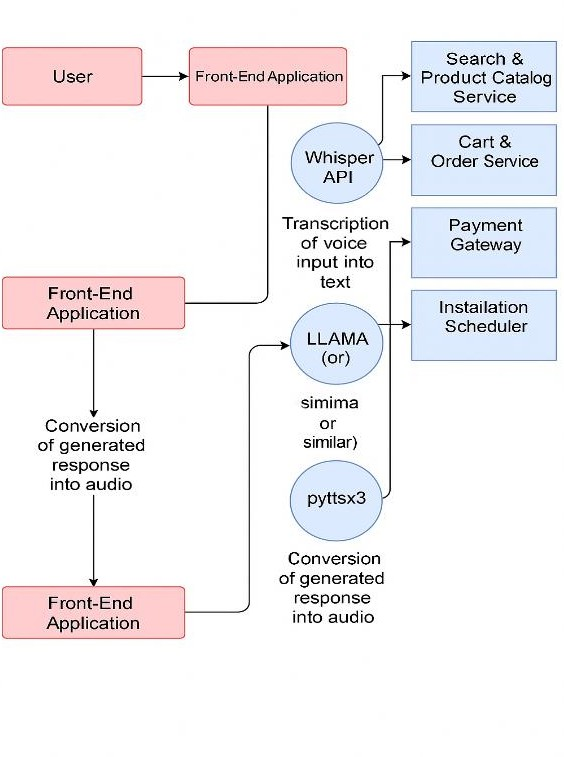 User
Front-End Application
Search &
Product Catalog
Service
Whisper
API
Cart &
Order Service
Transcription
of voice
input into
text
Payment
Gateway
Front-End
Application
LLAMA
(or)
Instailation
Scheduler
simima
or
similar)
Conversion
of generated
response
into audio
pyttsx3
Conversion
of generated
response
into audio
Front-End
Application